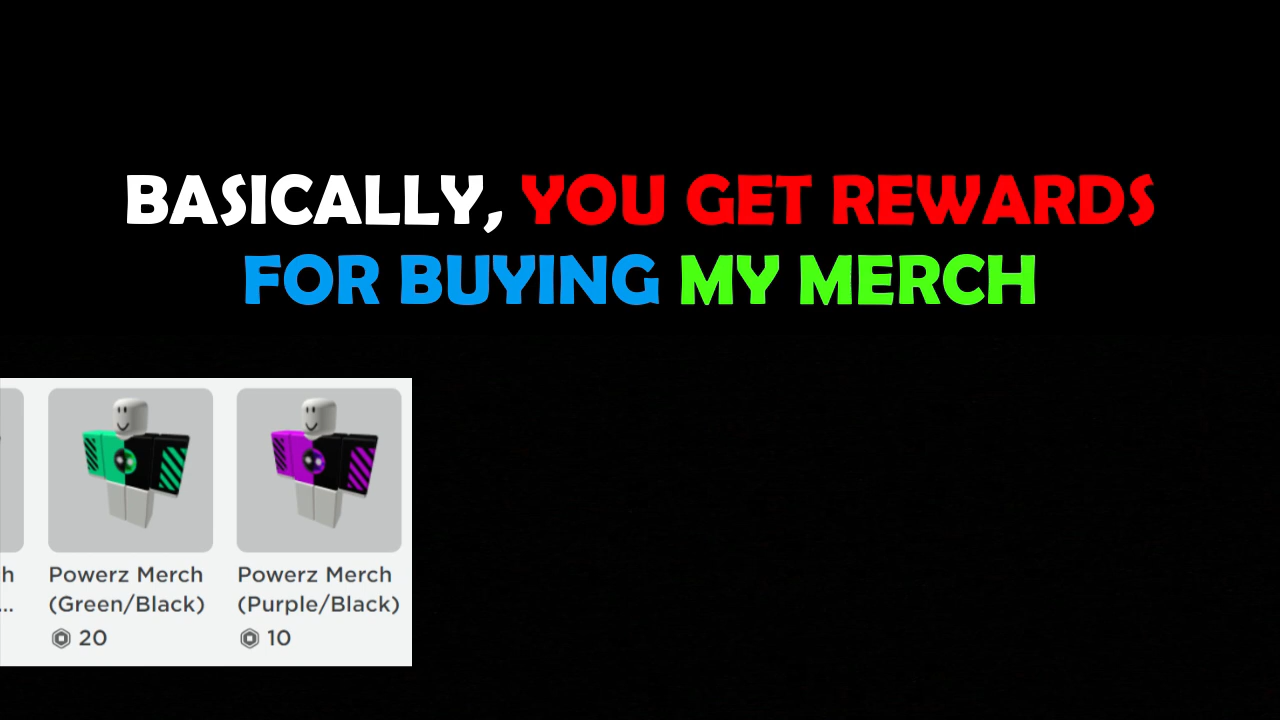 BASICALLY, YOU GET REWARDS
FOR BUYING MY MERCH
h
...
Powerz Merch
(Green/Black)
20
Powerz Merch
(Purple/Black)
10